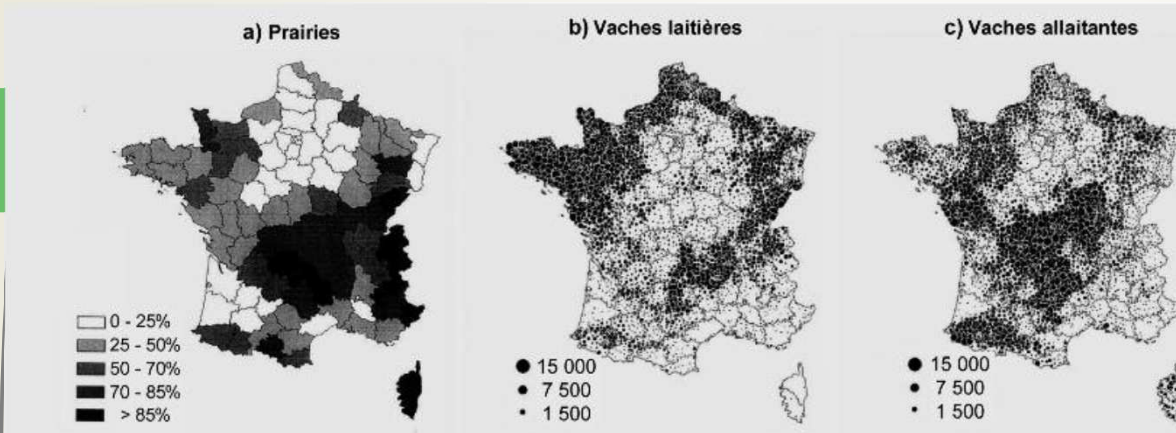 a) Prairies
b) Vaches laitières
c) Vaches allaitantes
0 - 25%
25 - 50%
50 - 70%
70 - 85%
> 85%
15 000
7 500
1 500
15 000
7 500
1 500